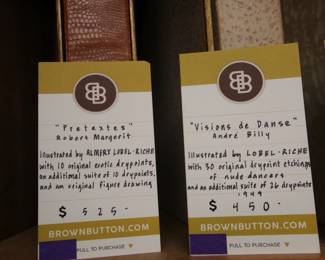 BB
"Pretextes"
Robert Margerit
Illustrated by ALMERY LOBEL-RICHE
with 10 original erotic drypoints,
an additional suite of 10 drypoints,
and an original figure drawing
$ 525-
BROWNBUTTON.COM
PULL TO PURCHASE
BB
"Visions de Danse"
André Billy
Illustrated by LOBEL-RICHE
with 30 original dryprint etchings
of nude dancers
and an additional suite of 26 drypoints
1949
$ 450-
BROWNBUTTON.COM
PULL TO PURCHASE